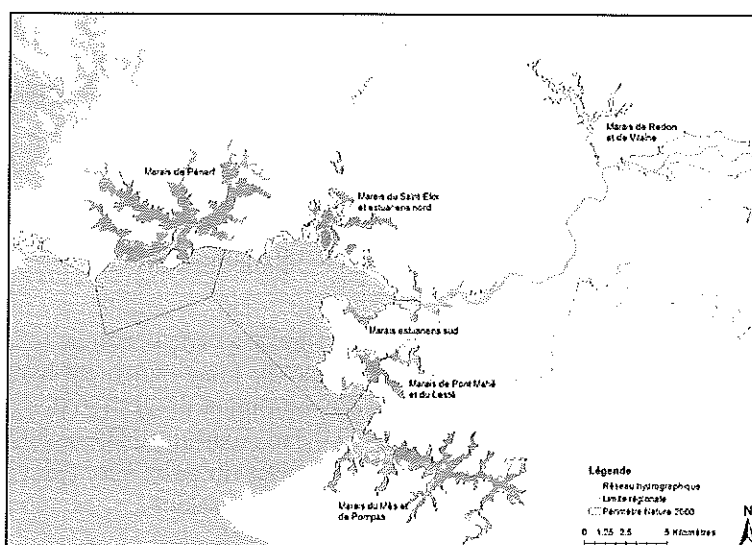 Marais de Redon
et de Vilaine
Marais de Pénerf
Marais du Saint Eloi
et estuariens nord
Marais estuariens sud
Marais de Pont Mahé
et du Lesté
Marais du Mès et
de Pompas
Légende
Réseau hydrographique
Limite régionale
Périmètre Nature 2000
0 1.25 2.5 5 Kilomètres
N